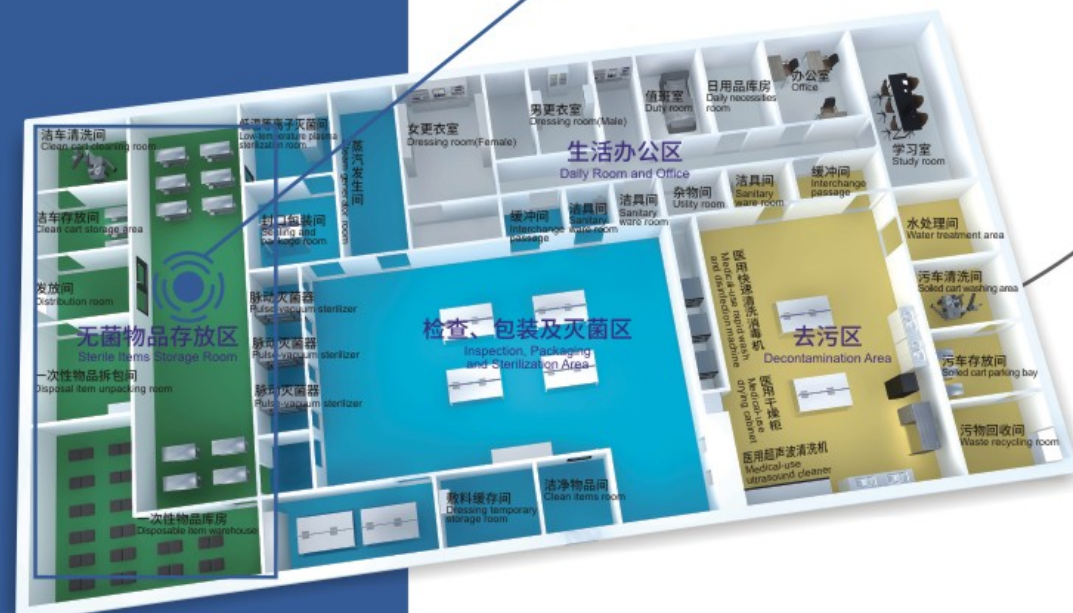 洁车清洗间
Clean cart cleaning room
洁车存放间
Clean cart storage area
发放间
Distribution room
无菌物品存放区
Sterile Items Storage Room
一次性物品拆包间
Disposal item unpacking room
一次性物品库房
Disposable item warehouse
低温等离子灭菌间
Low-temperature plasma
sterilization room
蒸汽发生间
Steam generator room
封口包装间
Sealing and
package room
脉动灭菌器
Pulse-vacuum sterilizer
脉动灭菌器
Pulse-vacuum sterilizer
脉动灭菌器
Pulse-vacuum sterilizer
女更衣室
Dressing room(Female)
男更衣室
Dressing room(Male)
值班室
Duty room
日用品库房
Daily necessities
room
办公室
Office
学习室
Study room
生活办公区
Daily Room and Office
缓冲间
Interchange
passage
洁具间
Sanitary
ware room
洁具间
Sanitary
ware room
杂物间
Utility room
洁具间
Sanitary
ware room
缓冲间
Interchange
passage
检查、包装及灭菌区
Inspection, Packaging
and Sterilization Area
敷料缓存间
Dressing temporary
storage room
洁净物品间
Clean items room
医用快速清洗消毒机
Medical-use rapid wash
and disinfection machine
去污区
Decontamination Area
医用干燥柜
Medical-use
drying cabinet
医用超声波清洗机
Medical-use
ultrasound cleaner
水处理间
Water treatment area
污车清洗间
Soiled cart washing area
污车存放间
Soiled cart parking bay
污物回收间
Waste recycling room